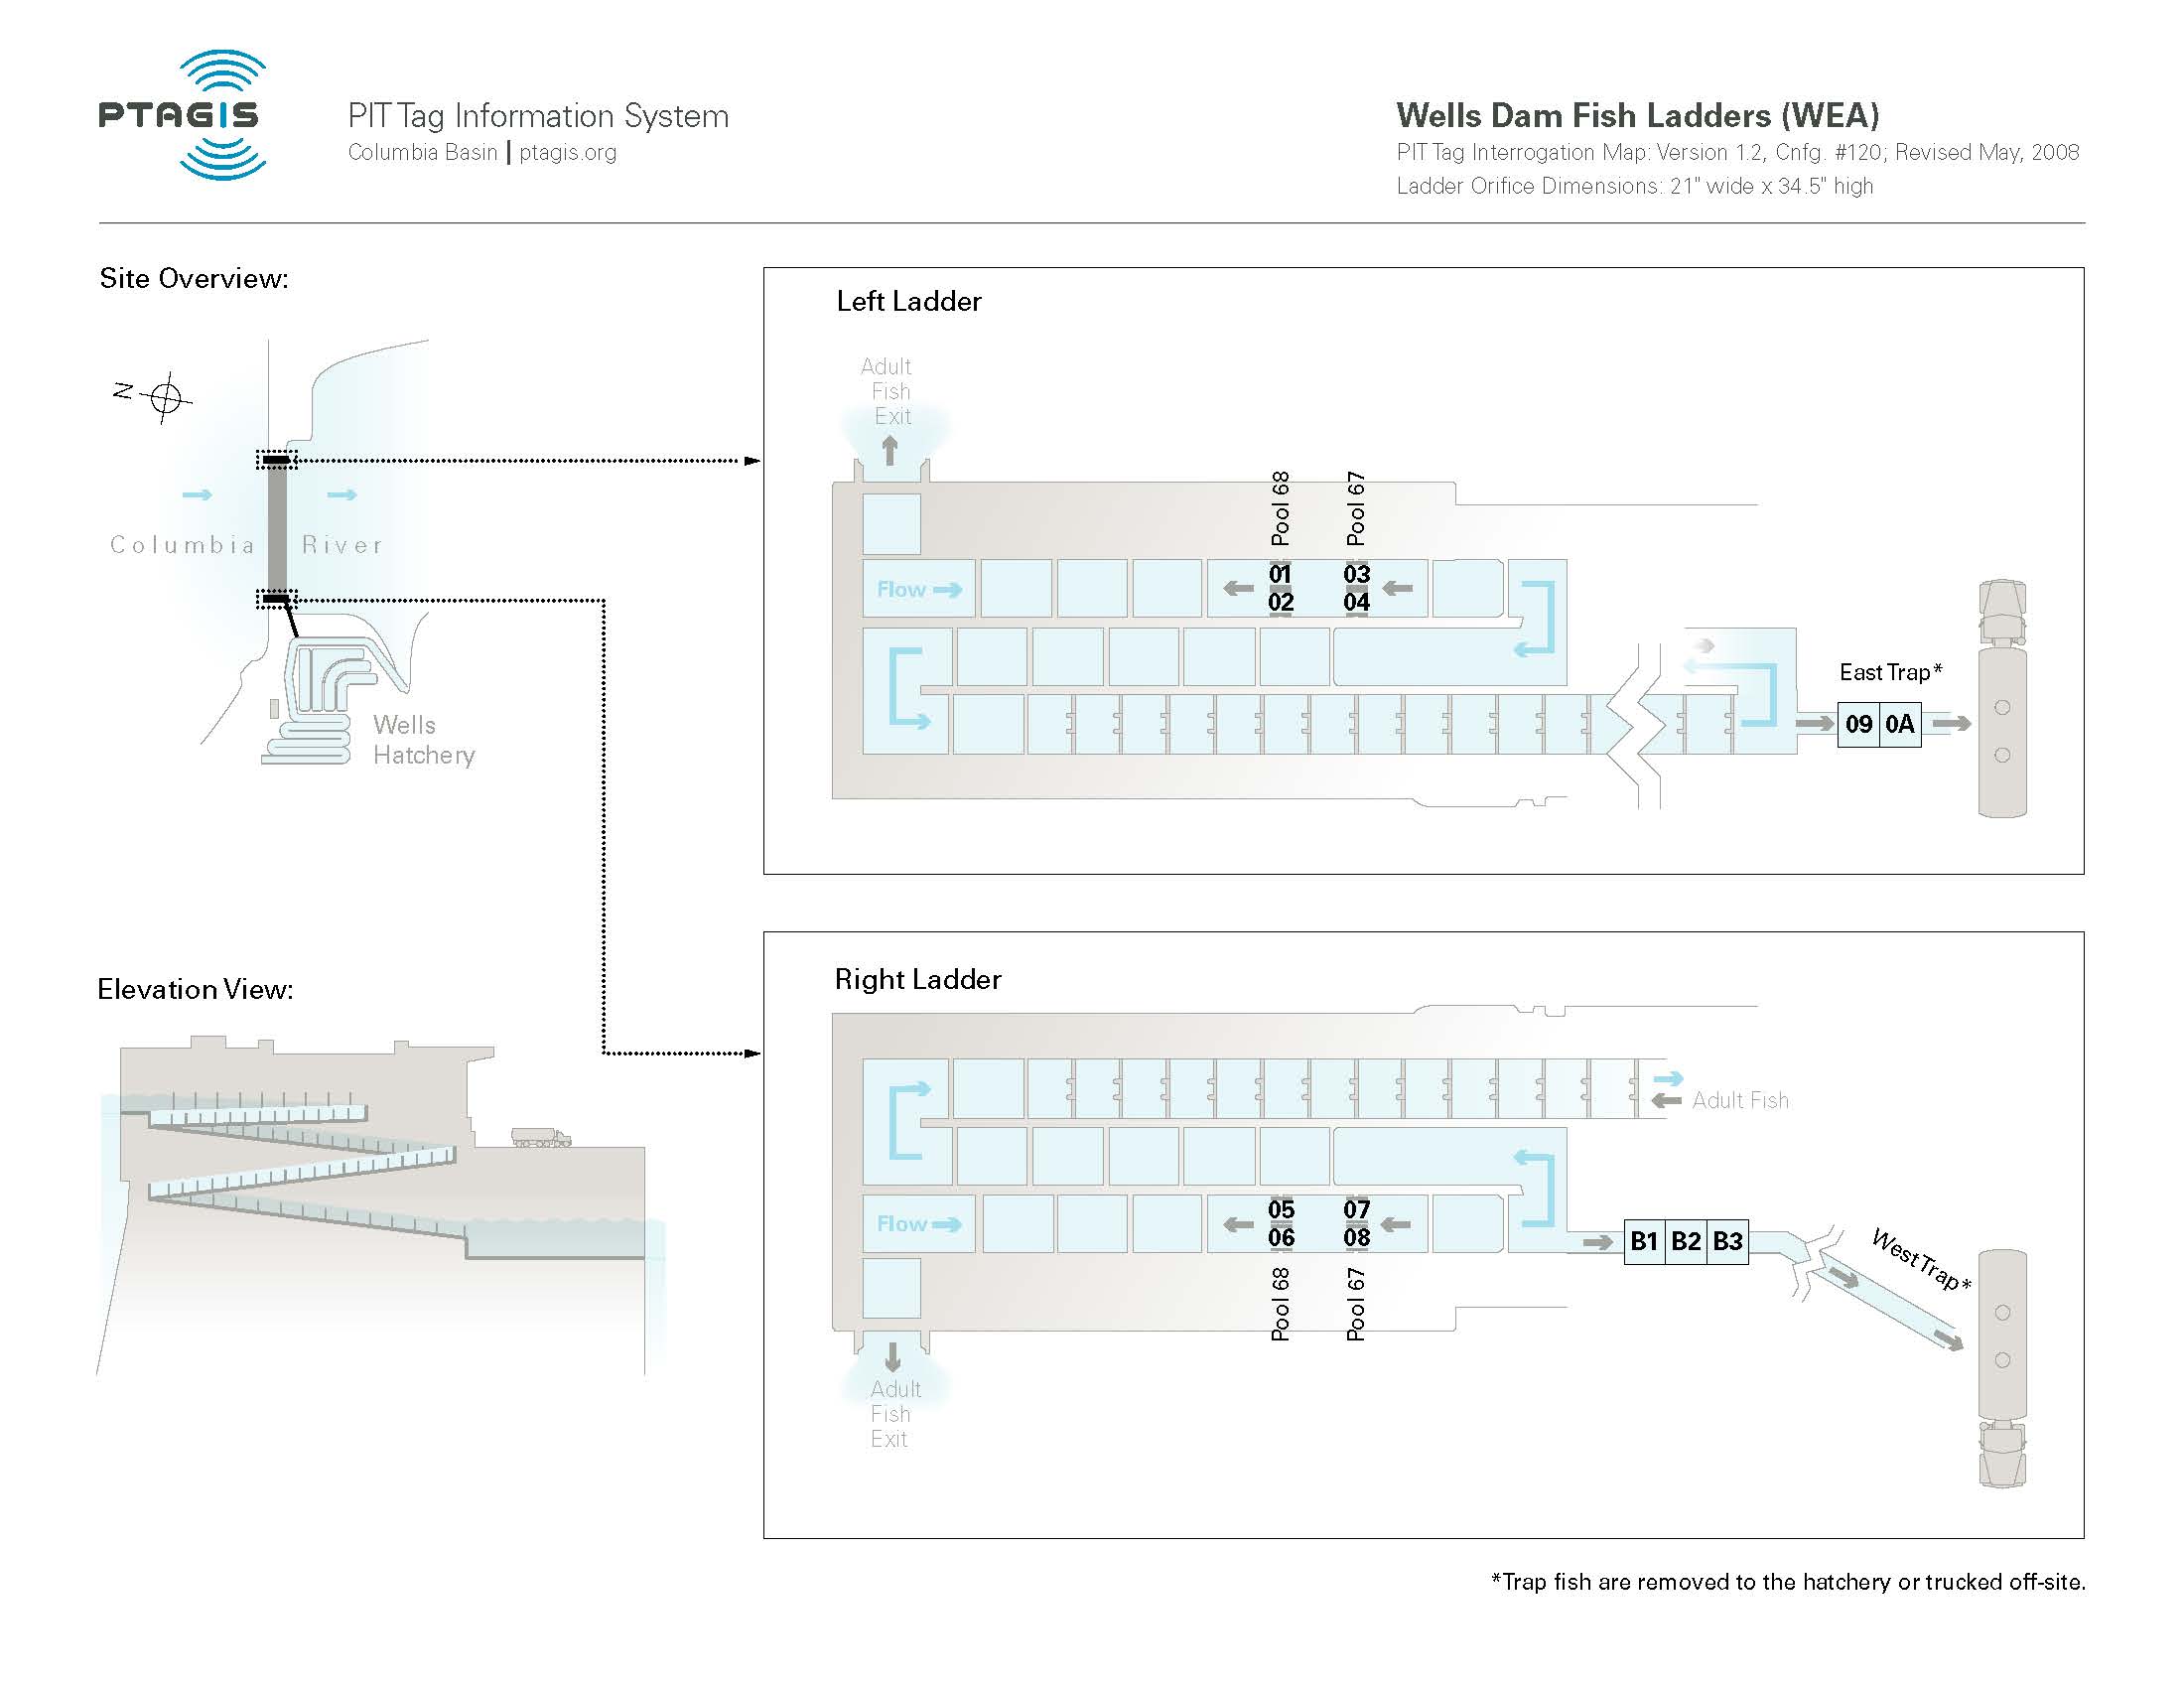 PTAGIS
PIT Tag Information System
Columbia Basin | ptagis.org
Wells Dam Fish Ladders (WEA)
PIT Tag Interrogation Map: Version 1.2, Cnfg. #120; Revised May, 2008
Ladder Orifice Dimensions: 21" wide x 34.5" high
Site Overview:
N
Columbia River
Wells
Hatchery
Left Ladder
Adult
Fish
Exit
Pool 68
Pool 67
Flow
01
02
03
04
East Trap*
09 0A
Elevation View:
Right Ladder
Adult Fish
Flow
05
06
07
08
Pool 68
Pool 67
B1 B2 B3
West Trap*
Adult
Fish
Exit
*Trap fish are removed to the hatchery or trucked off-site.